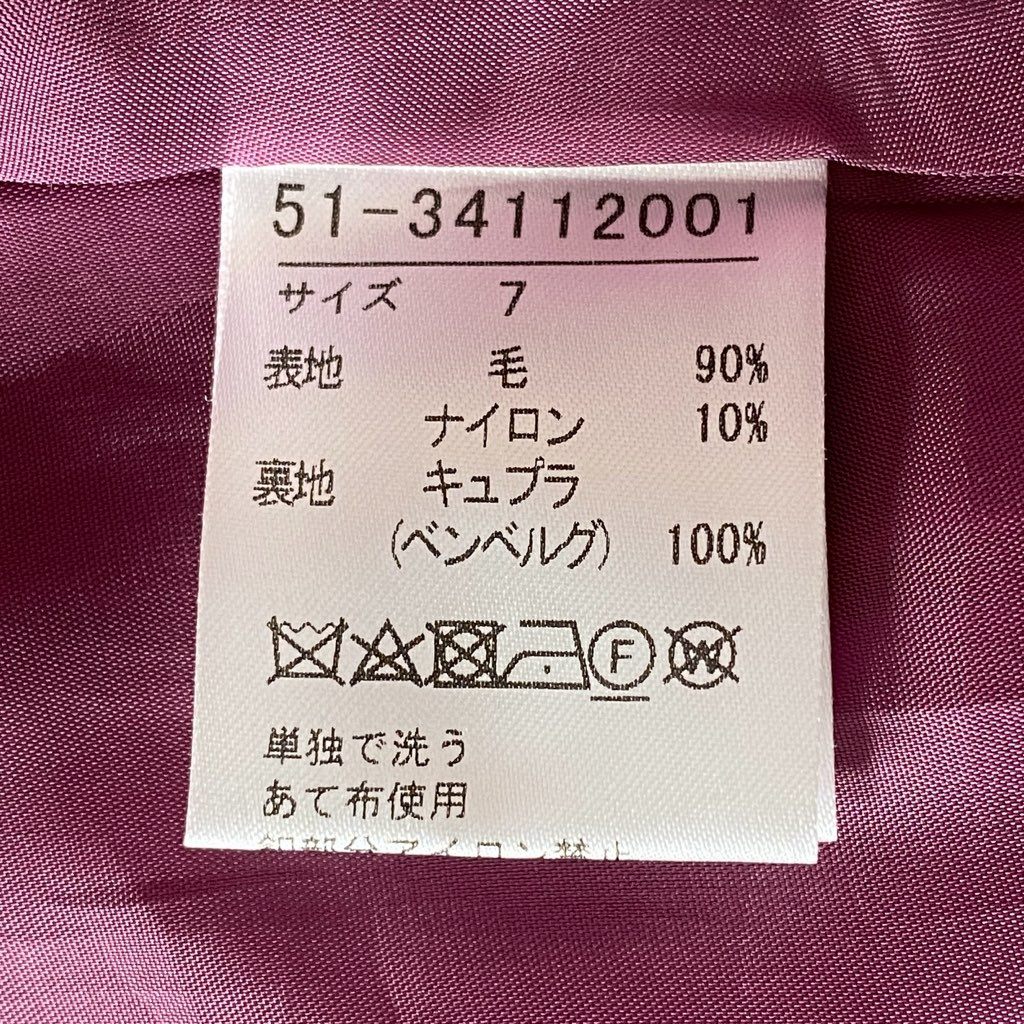 51-34112001
サイズ 7
表地 毛 90%
ナイロン 10%
裏地 キュプラ
(ベンベルグ) 100%
F W
単独で洗う
あて布使用